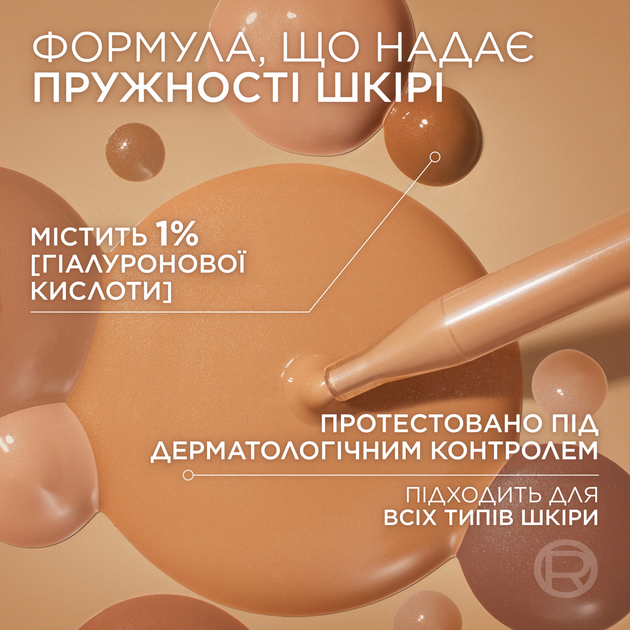 ФОРМУЛА, ЩО НАДАЄ
ПРУЖНОСТІ ШКІРІ
МІСТИТЬ 1%
[ГІАЛУРОНОВОЇ
КИСЛОТИ]
ПРОТЕСТОВАНО ПІД
ДЕРМАТОЛОГІЧНИМ КОНТРОЛЕМ
ПІДХОДИТЬ ДЛЯ
ВСІХ ТИПІВ ШКІРИ